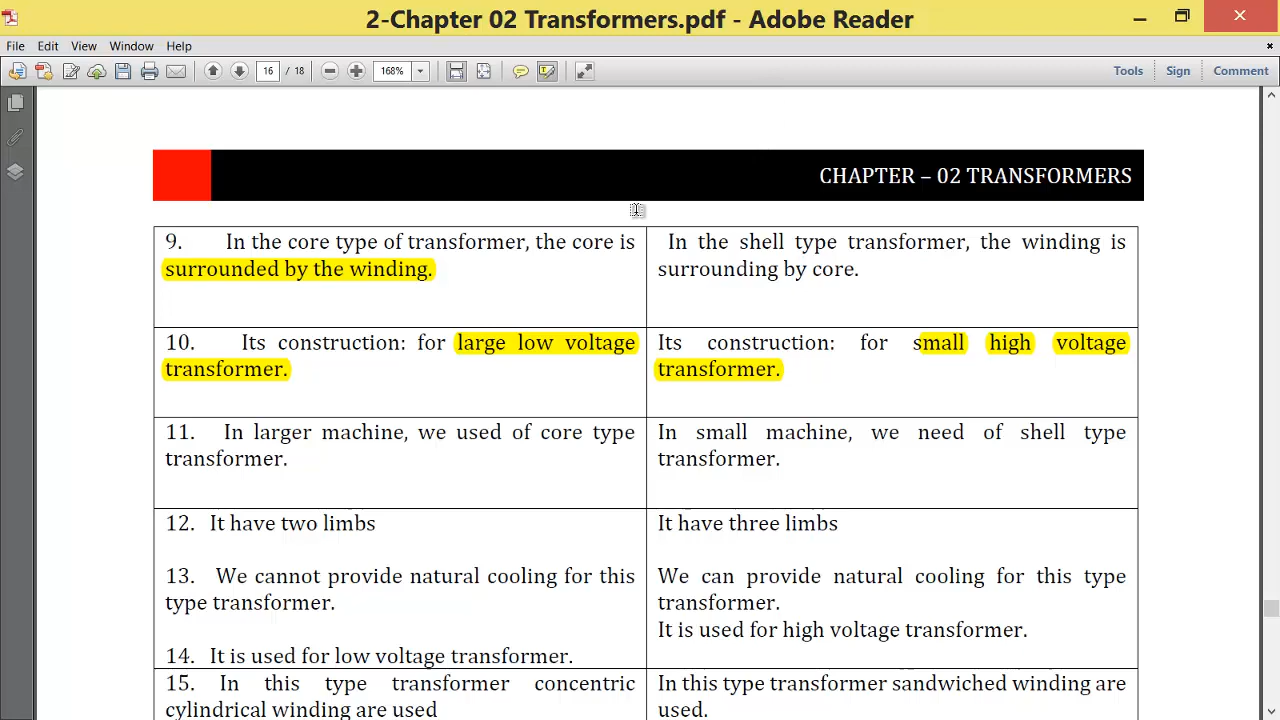 2-Chapter 02 Transformers.pdf - Adobe Reader
File Edit View Window Help
16 / 18 168% Tools Sign Comment
CHAPTER – 02 TRANSFORMERS
9. In the core type of transformer, the core is
surrounded by the winding.
In the shell type transformer, the winding is
surrounding by core.
10. Its construction: for large low voltage
transformer.
Its construction: for small high voltage
transformer.
11. In larger machine, we used of core type
transformer.
In small machine, we need of shell type
transformer.
12. It have two limbs
13. We cannot provide natural cooling for this
type transformer.
14. It is used for low voltage transformer.
It have three limbs
We can provide natural cooling for this type
transformer.
It is used for high voltage transformer.
15. In this type transformer concentric
cylindrical winding are used
In this type transformer sandwiched winding are
used.